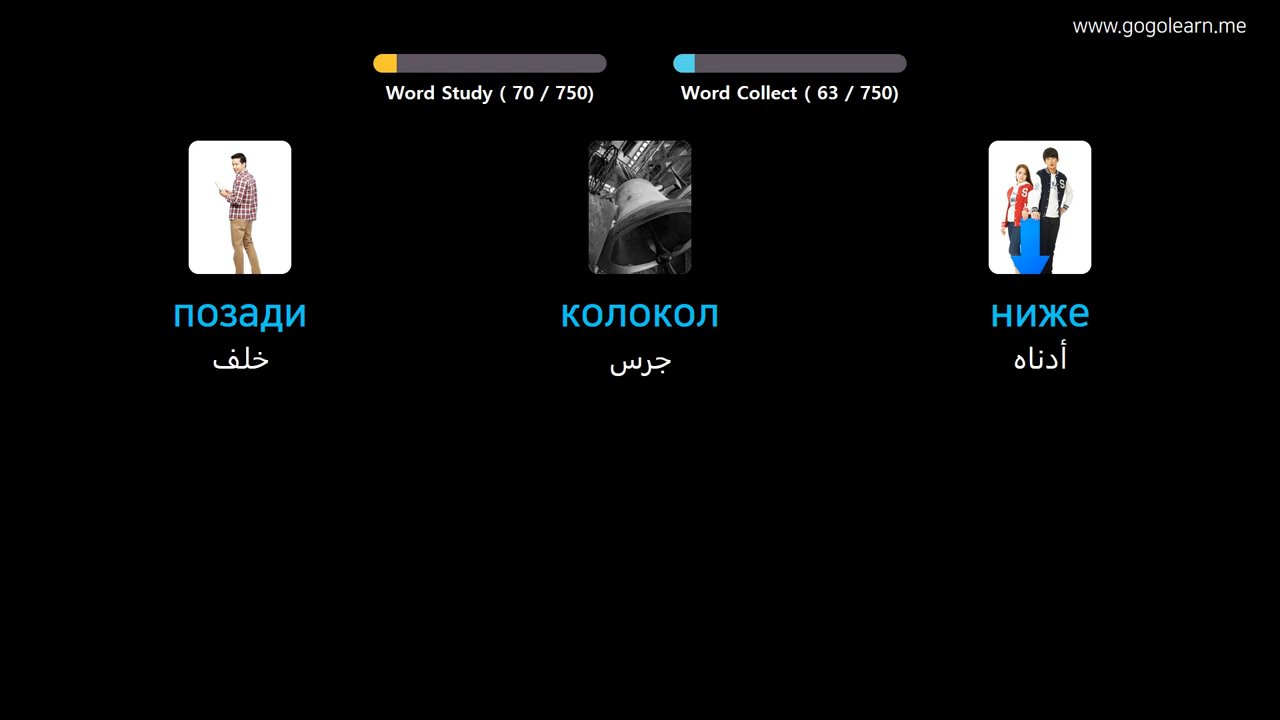 www.gogolearn.me
Word Study ( 70 / 750)
Word Collect ( 63 / 750)
позади
колокол
ниже
خلف
جرس
أدناه